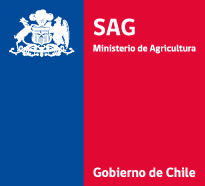 SAG
Ministerio de Agricultura
Gobierno de Chile